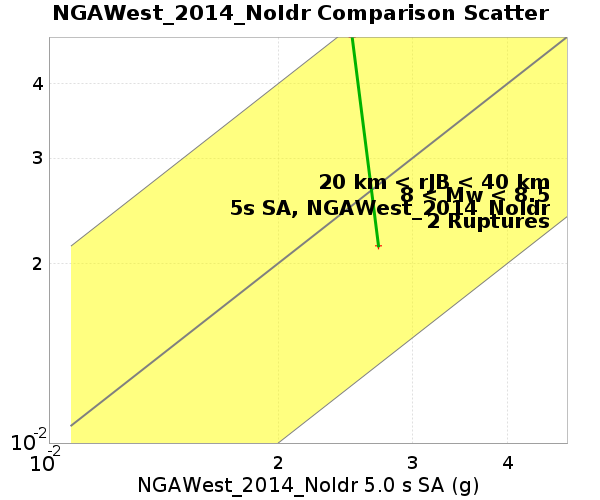 NGAWest_2014_NoIdr Comparison Scatter
4
3
2
10-2
20 km < rJB < 40 km
8 < Mw < 8.5
5s SA, NGAWest_2014_NoIdr
2 Ruptures
10-2
2
3
4
NGAWest_2014_NoIdr 5.0 s SA (g)